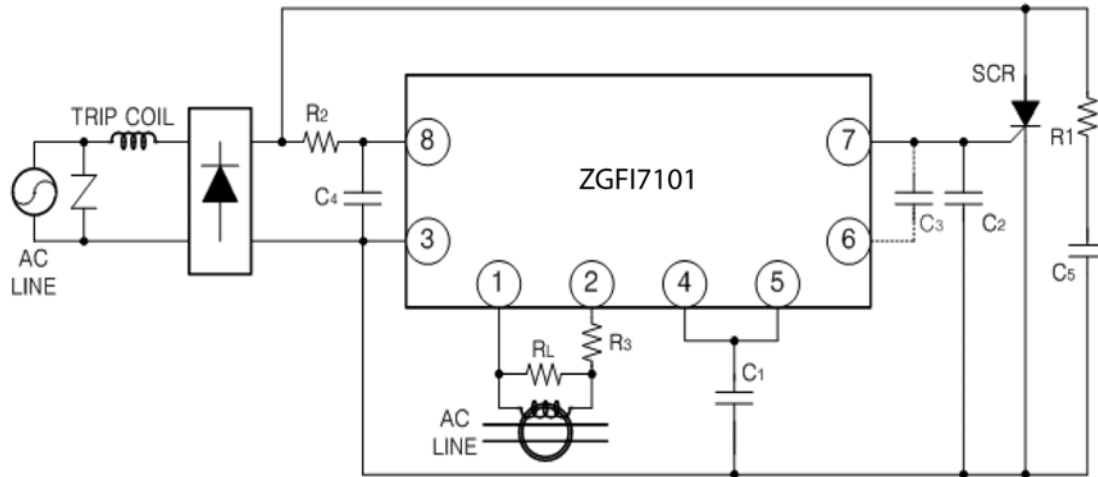 SCR
TRIP COIL
R2
R1
8
7
ZGFI7101
C4
C3
C2
3
6
AC
LINE
C5
1
2
4
5
R3
RL
C1
AC
LINE